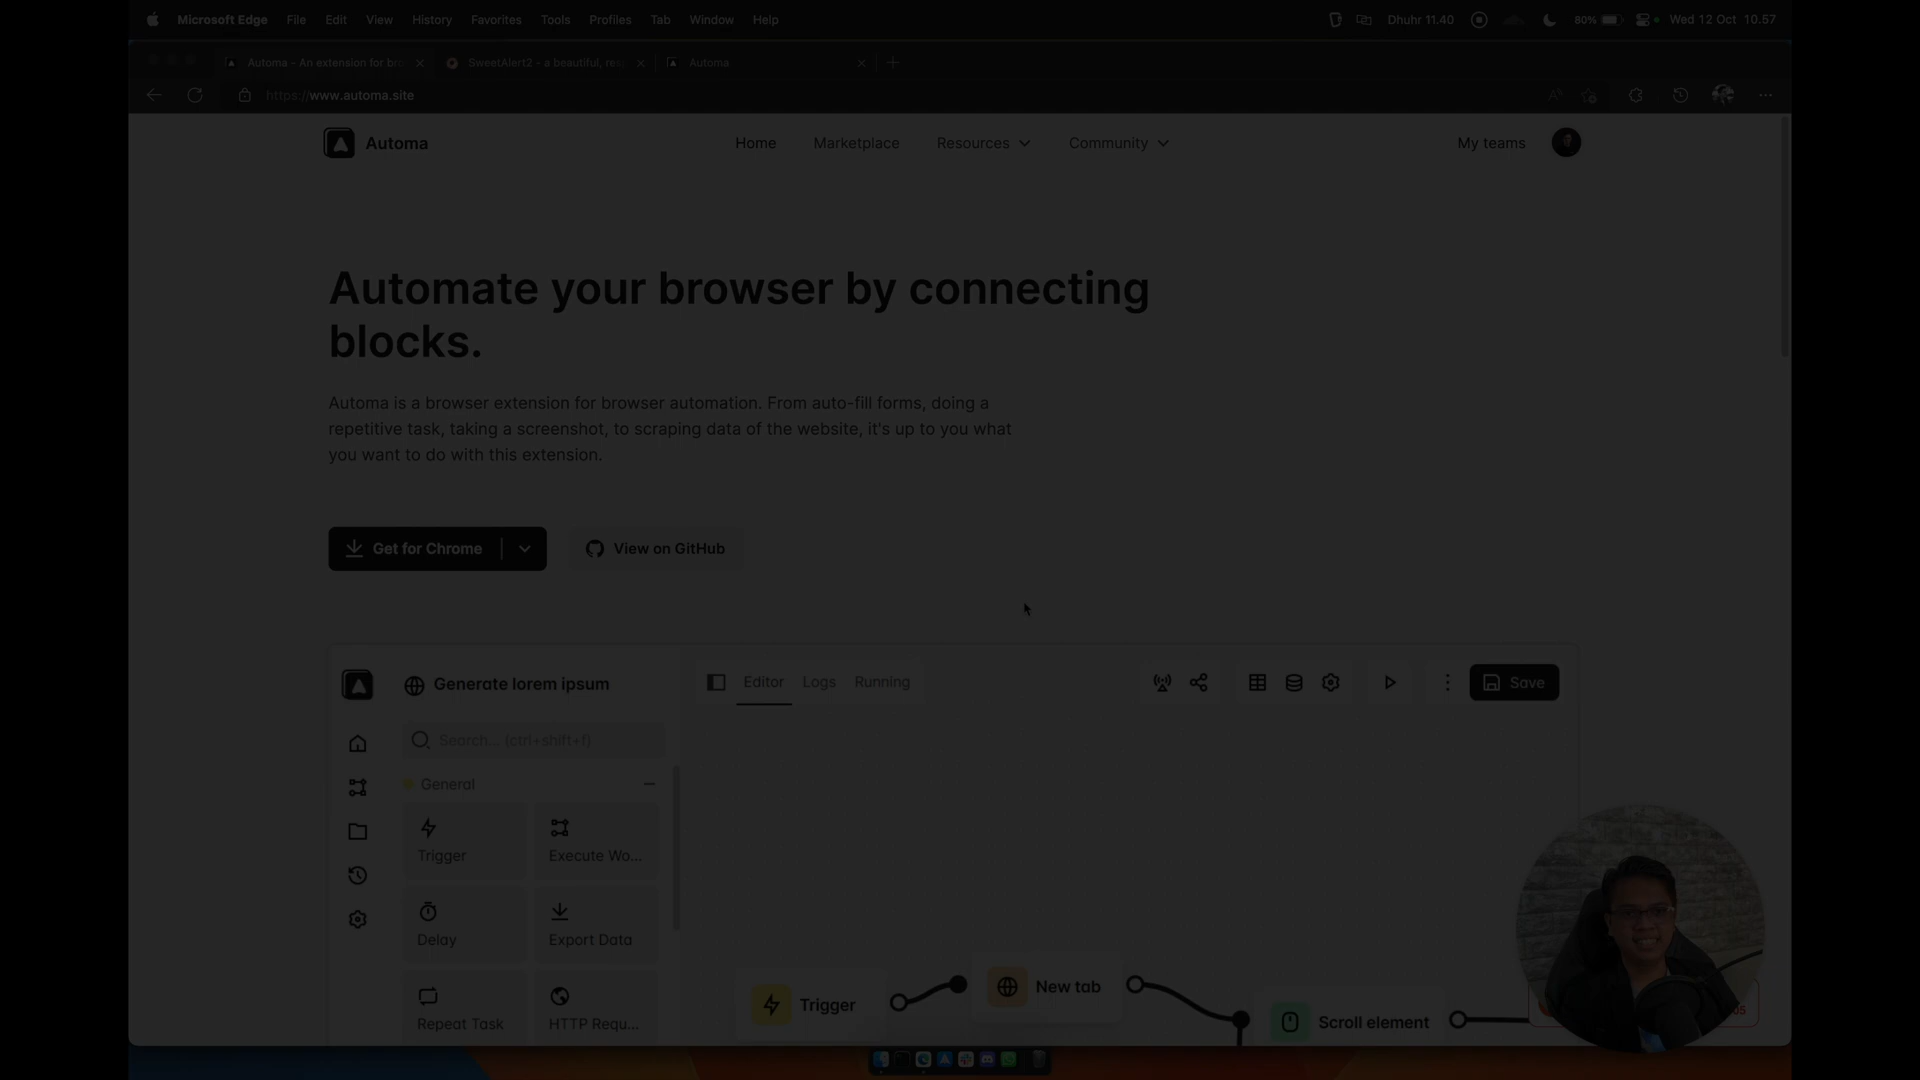 Microsoft Edge File Edit View History Favorites Tools Profiles Tab Window Help
Dhuhr 11.40 80% Wed 12 Oct 10.57
Automa - An extension for bro
SweetAlert2 - a beautiful, res
Automa
https://www.automa.site
Automa
Home Marketplace Resources Community
My teams
Automate your browser by connecting
blocks.
Automa is a browser extension for browser automation. From auto-fill forms, doing a
repetitive task, taking a screenshot, to scraping data of the website, it's up to you what
you want to do with this extension.
Get for Chrome
View on GitHub
Generate lorem ipsum
Editor Logs Running
Save
Search... (ctrl+shift+f)
General
Trigger
Execute Wo...
Delay
Export Data
Repeat Task
HTTP Requ...
Trigger
New tab
Scroll element